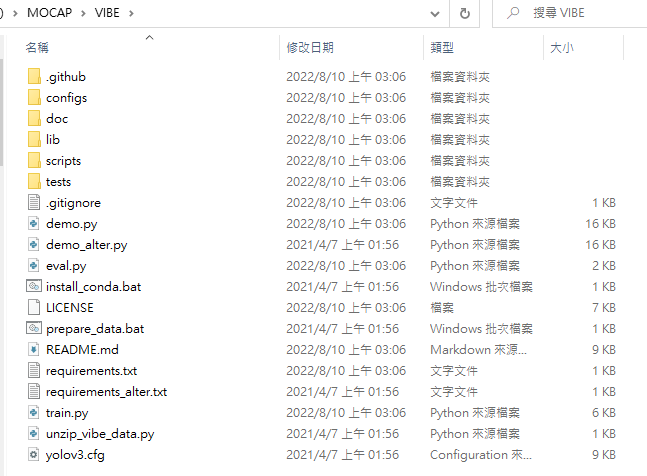 ) > MOCAP > VIBE > 搜尋 VIBE
名稱 修改日期 類型 大小
.github 2022/8/10 上午 03:06 檔案資料夾
configs 2022/8/10 上午 03:06 檔案資料夾
doc 2022/8/10 上午 03:06 檔案資料夾
lib 2022/8/10 上午 03:06 檔案資料夾
scripts 2022/8/10 上午 03:06 檔案資料夾
tests 2022/8/10 上午 03:06 檔案資料夾
.gitignore 2022/8/10 上午 03:06 文字文件 1 KB
demo.py 2022/8/10 上午 03:06 Python 來源檔案 16 KB
demo_alter.py 2021/4/7 上午 01:56 Python 來源檔案 16 KB
eval.py 2022/8/10 上午 03:06 Python 來源檔案 2 KB
install_conda.bat 2021/4/7 上午 01:56 Windows 批次檔案 1 KB
LICENSE 2022/8/10 上午 03:06 檔案 7 KB
prepare_data.bat 2021/4/7 上午 01:56 Windows 批次檔案 1 KB
README.md 2022/8/10 上午 03:06 Markdown 來源... 9 KB
requirements.txt 2022/8/10 上午 03:06 文字文件 1 KB
requirements_alter.txt 2021/4/7 上午 01:56 文字文件 1 KB
train.py 2022/8/10 上午 03:06 Python 來源檔案 6 KB
unzip_vibe_data.py 2021/4/7 上午 01:56 Python 來源檔案 1 KB
yolov3.cfg 2021/4/7 上午 01:56 Configuration 來... 9 KB